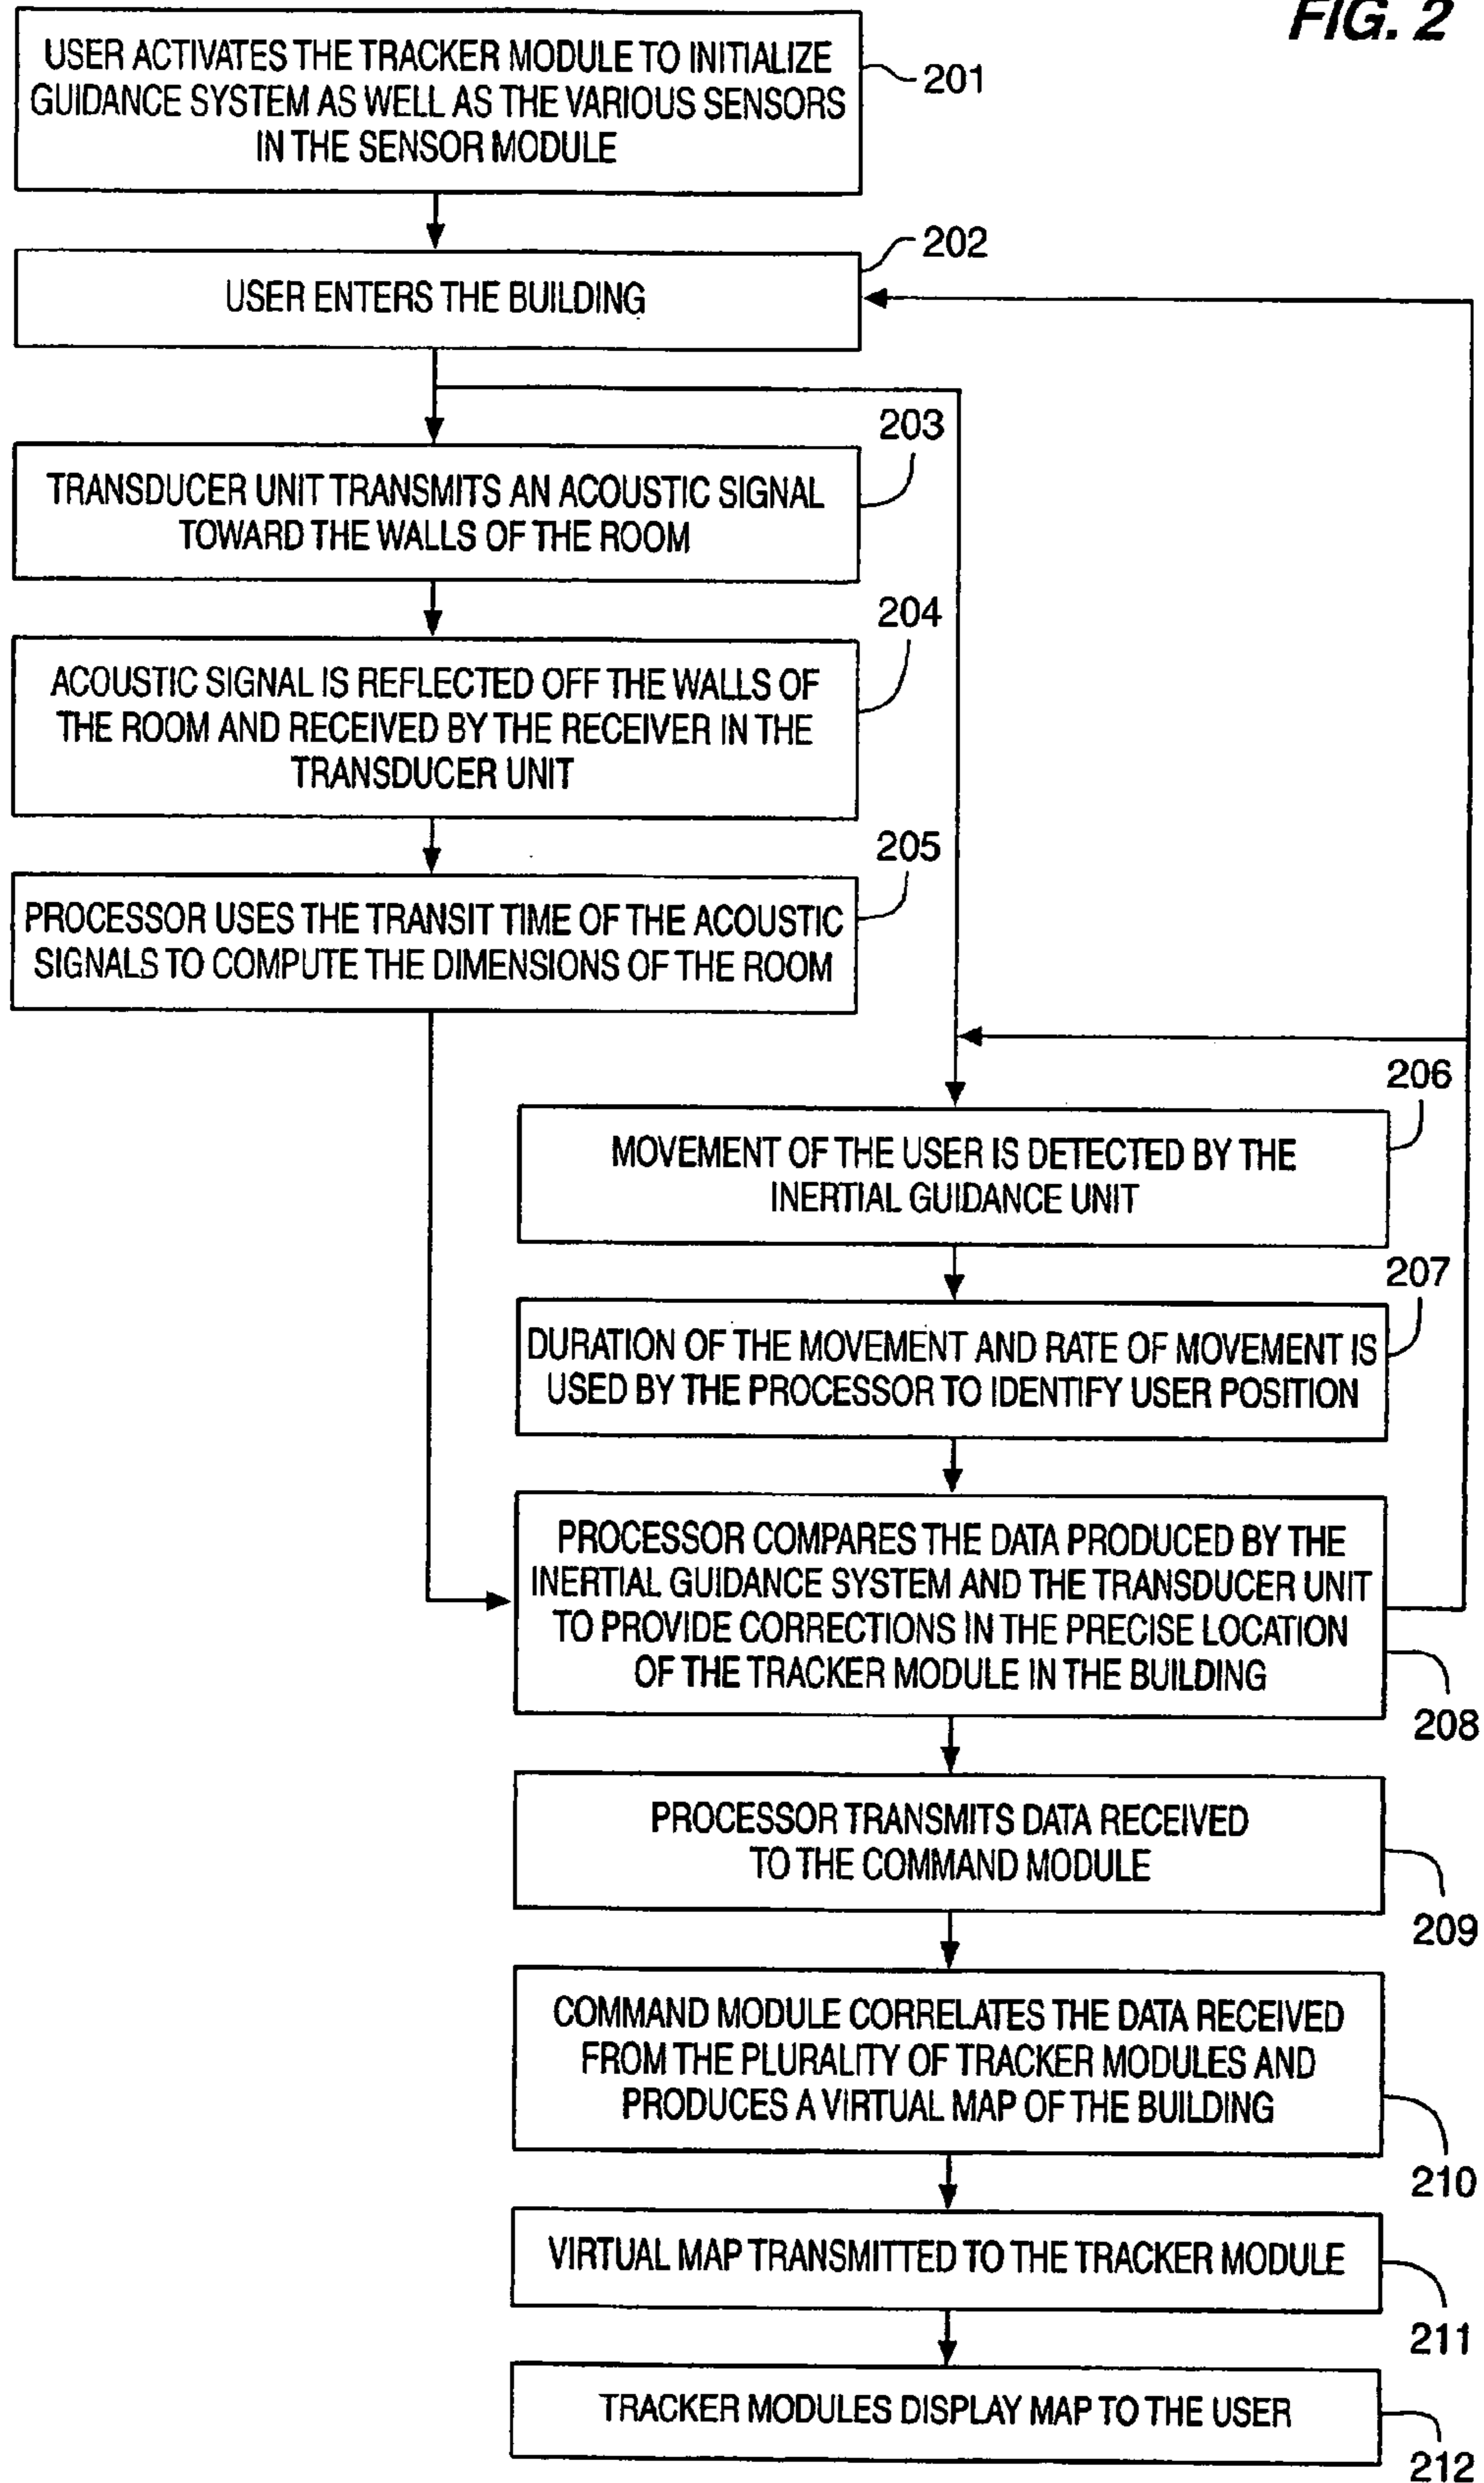 FIG. 2
USER ACTIVATES THE TRACKER MODULE TO INITIALIZE
GUIDANCE SYSTEM AS WELL AS THE VARIOUS SENSORS
IN THE SENSOR MODULE
201
202
USER ENTERS THE BUILDING
203
TRANSDUCER UNIT TRANSMITS AN ACOUSTIC SIGNAL
TOWARD THE WALLS OF THE ROOM
204
ACOUSTIC SIGNAL IS REFLECTED OFF THE WALLS OF
THE ROOM AND RECEIVED BY THE RECEIVER IN THE
TRANSDUCER UNIT
205
PROCESSOR USES THE TRANSIT TIME OF THE ACOUSTIC
SIGNALS TO COMPUTE THE DIMENSIONS OF THE ROOM
206
MOVEMENT OF THE USER IS DETECTED BY THE
INERTIAL GUIDANCE UNIT
207
DURATION OF THE MOVEMENT AND RATE OF MOVEMENT IS
USED BY THE PROCESSOR TO IDENTIFY USER POSITION
PROCESSOR COMPARES THE DATA PRODUCED BY THE
INERTIAL GUIDANCE SYSTEM AND THE TRANSDUCER UNIT
TO PROVIDE CORRECTIONS IN THE PRECISE LOCATION
OF THE TRACKER MODULE IN THE BUILDING
208
PROCESSOR TRANSMITS DATA RECEIVED
TO THE COMMAND MODULE
209
COMMAND MODULE CORRELATES THE DATA RECEIVED
FROM THE PLURALITY OF TRACKER MODULES AND
PRODUCES A VIRTUAL MAP OF THE BUILDING
210
VIRTUAL MAP TRANSMITTED TO THE TRACKER MODULE
211
TRACKER MODULES DISPLAY MAP TO THE USER
212